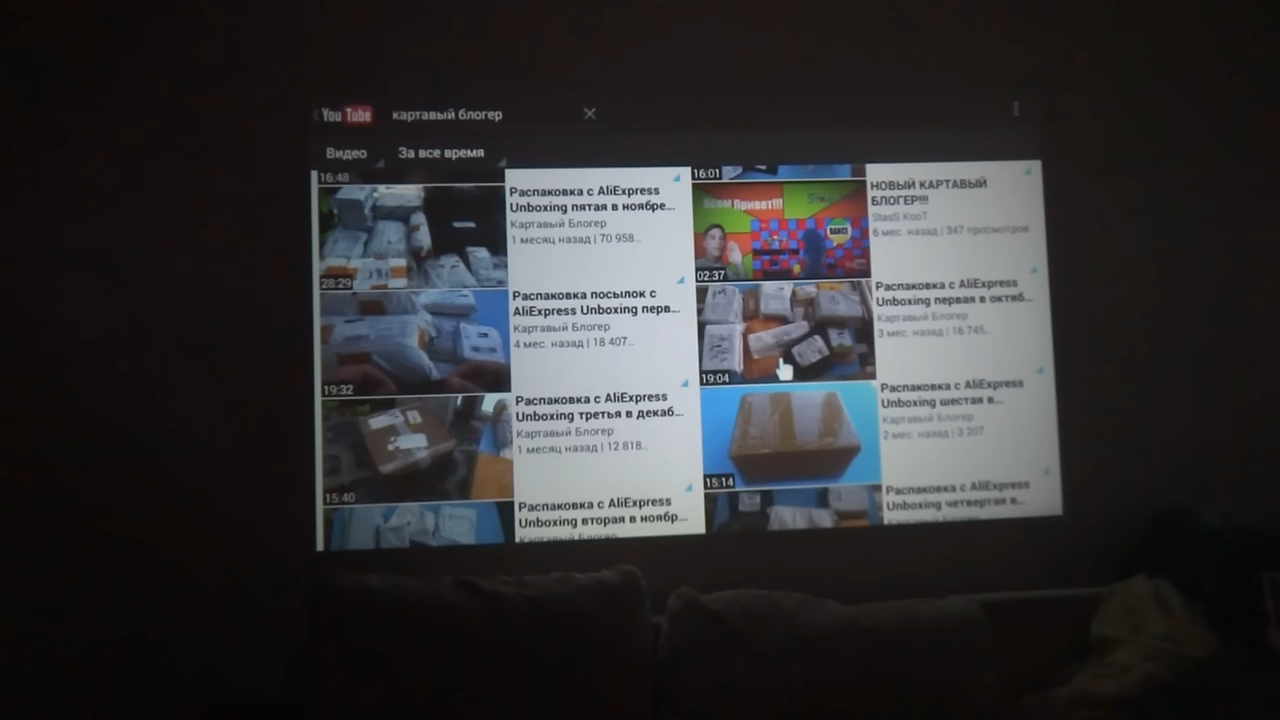 YouTube картавый блогер
Видео За все время
16:48
Распаковка с AliExpress
Unboxing пятая в ноябре...
Картавый Блогер
1 месяц назад | 70 958...
28:29
Распаковка посылок с
AliExpress Unboxing перв...
Картавый Блогер
4 мес. назад | 18 407...
19:32
Распаковка с AliExpress
Unboxing третья в декаб...
Картавый Блогер
1 месяц назад | 12 818...
15:40
Распаковка с AliExpress
Unboxing вторая в ноябр...
Картавый Блогер
16:01
НОВЫЙ КАРТАВЫЙ
БЛОГЕР!!!
StasS KooT
6 мес. назад | 347 просмотров
Всем Привет!!!
DANCE
02:37
Распаковка с AliExpress
Unboxing первая в октяб...
Картавый Блогер
3 мес. назад | 16 745...
19:04
Распаковка с AliExpress
Unboxing шестая в...
Картавый Блогер
2 мес. назад | 3 207
15:14
Распаковка с AliExpress
Unboxing четвертая в...